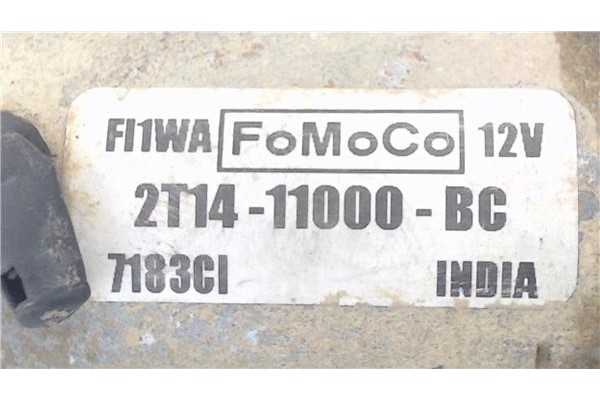 FI1WA FoMoCo 12V
2T14-11000-BC
7183CI INDIA